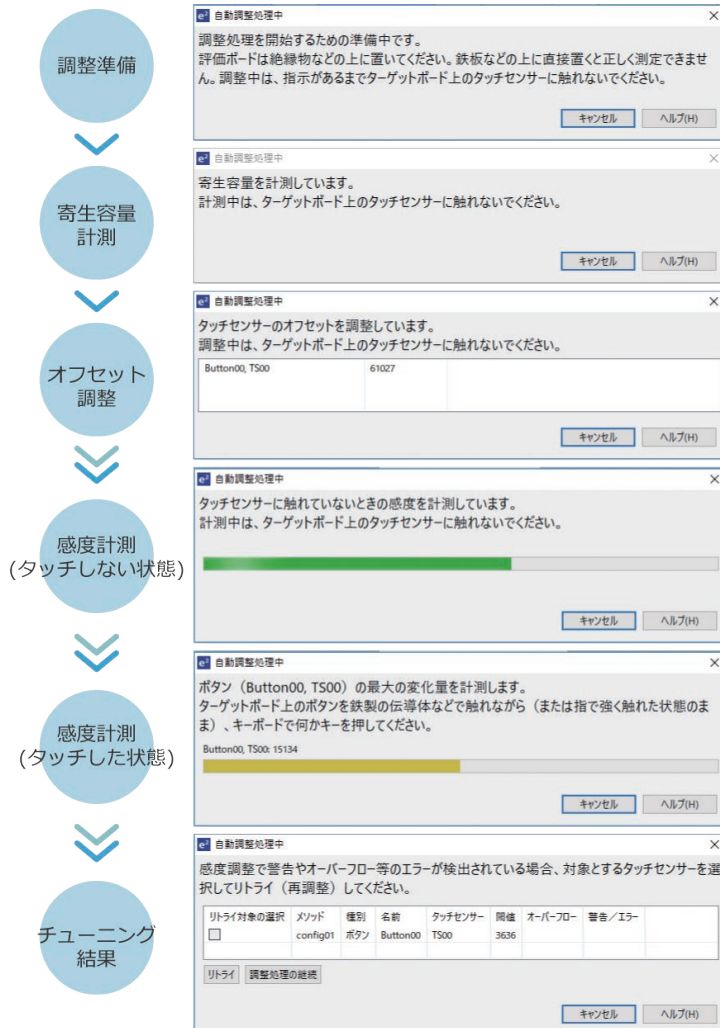 調整準備
e² 自動調整処理中
調整処理を開始するための準備中です。
評価ボードは絶縁物などの上に置いてください。鉄板などの上に直接置くと正しく測定できませ
ん。調整中は、指示があるまでターゲットボード上のタッチセンサーに触れないでください。
キャンセル ヘルプ(H)
寄生容量
計測
e² 自動調整処理中
寄生容量を計測しています。
計測中は、ターゲットボード上のタッチセンサーに触れないでください。
キャンセル ヘルプ(H)
オフセット
調整
e² 自動調整処理中
タッチセンサーのオフセットを調整しています。
調整中は、ターゲットボード上のタッチセンサーに触れないでください。
Button00, TS00 61027
キャンセル ヘルプ(H)
感度計測
(タッチしない状態)
e² 自動調整処理中
タッチセンサーに触れていないときの感度を計測しています。
計測中は、ターゲットボード上のタッチセンサーに触れないでください。
キャンセル ヘルプ(H)
感度計測
(タッチした状態)
e² 自動調整処理中
ボタン（Button00, TS00）の最大の変化量を計測します。
ターゲットボード上のボタンを鉄製の伝導体などで触れながら（または指で強く触れた状態のま
ま）、キーボードで何かキーを押してください。
Button00, TS00: 15134
キャンセル ヘルプ(H)
チューニング
結果
e² 自動調整処理中
感度調整で警告やオーバーフロー等のエラーが検出されている場合、対象とするタッチセンサーを選
択してリトライ（再調整）してください。
リトライ対象の選択 メソッド 種別 名前 タッチセンサー 閾値 オーバーフロー 警告／エラー
config01 ボタン Button00 TS00 3636
リトライ 調整処理の継続
キャンセル ヘルプ(H)